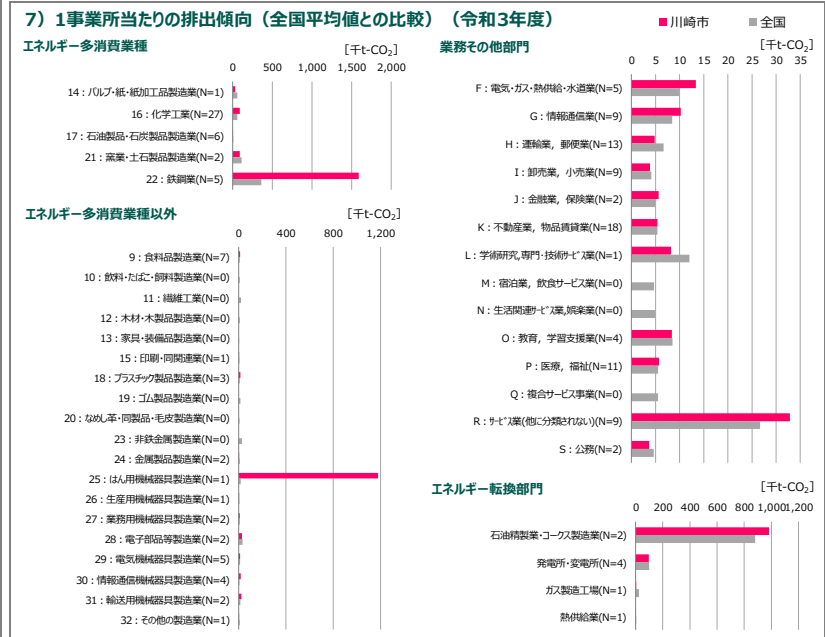 7）1事業所当たりの排出傾向（全国平均値との比較）（令和3年度）
■川崎市 ■全国
エネルギー多消費業種
[千t-CO₂]
0 500 1,000 1,500 2,000
14：パルプ・紙・紙加工品製造業(N=1)
16：化学工業(N=27)
17：石油製品・石炭製品製造業(N=6)
21：窯業・土石製品製造業(N=2)
22：鉄鋼業(N=5)
エネルギー多消費業種以外
[千t-CO₂]
0 400 800 1,200
9：食料品製造業(N=7)
10：飲料・たばこ・飼料製造業(N=0)
11：繊維工業(N=0)
12：木材・木製品製造業(N=0)
13：家具・装備品製造業(N=0)
15：印刷・同関連業(N=1)
18：プラスチック製品製造業(N=3)
19：ゴム製品製造業(N=0)
20：なめし革・同製品・毛皮製造業(N=0)
23：非鉄金属製造業(N=0)
24：金属製品製造業(N=2)
25：はん用機械器具製造業(N=1)
26：生産用機械器具製造業(N=1)
27：業務用機械器具製造業(N=2)
28：電子部品等製造業(N=2)
29：電気機械器具製造業(N=5)
30：情報通信機械器具製造業(N=4)
31：輸送用機械器具製造業(N=2)
32：その他の製造業(N=1)
業務その他部門
[千t-CO₂]
0 5 10 15 20 25 30 35
F：電気・ガス・熱供給・水道業(N=5)
G：情報通信業(N=9)
H：運輸業，郵便業(N=13)
I：卸売業，小売業(N=9)
J：金融業，保険業(N=2)
K：不動産業，物品賃貸業(N=18)
L：学術研究,専門・技術サービス業(N=1)
M：宿泊業，飲食サービス業(N=0)
N：生活関連サービス業,娯楽業(N=0)
O：教育，学習支援業(N=4)
P：医療，福祉(N=11)
Q：複合サービス事業(N=0)
R：サービス業(他に分類されない)(N=9)
S：公務(N=2)
エネルギー転換部門
[千t-CO₂]
0 200 400 600 800 1,000 1,200
石油精製業・コークス製造業(N=2)
発電所・変電所(N=4)
ガス製造工場(N=1)
熱供給業(N=1)